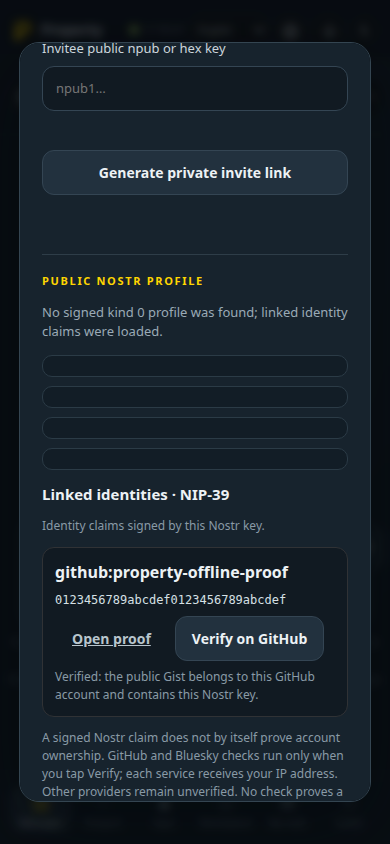 Invitee public npub or hex key
npub1...
Generate private invite link
PUBLIC NOSTR PROFILE
No signed kind 0 profile was found; linked identity
claims were loaded.
Linked identities · NIP-39
Identity claims signed by this Nostr key.
github:property-offline-proof
0123456789abcdef0123456789abcdef
Open proof
Verify on GitHub
Verified: the public Gist belongs to this GitHub
account and contains this Nostr key.
A signed Nostr claim does not by itself prove account
ownership. GitHub and Bluesky checks run only when
you tap Verify; each service receives your IP address.
Other providers remain unverified. No check proves a